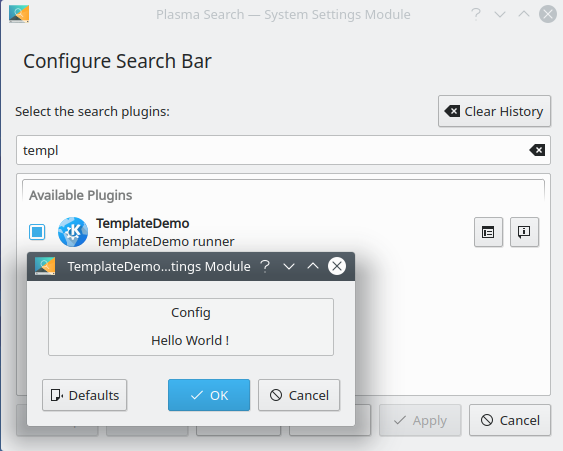 Plasma Search — System Settings Module
Configure Search Bar
Select the search plugins:
Clear History
templ
Available Plugins
TemplateDemo
TemplateDemo runner
TemplateDemo...tings Module
Config
Hello World !
Defaults
OK
Cancel
Apply
Cancel